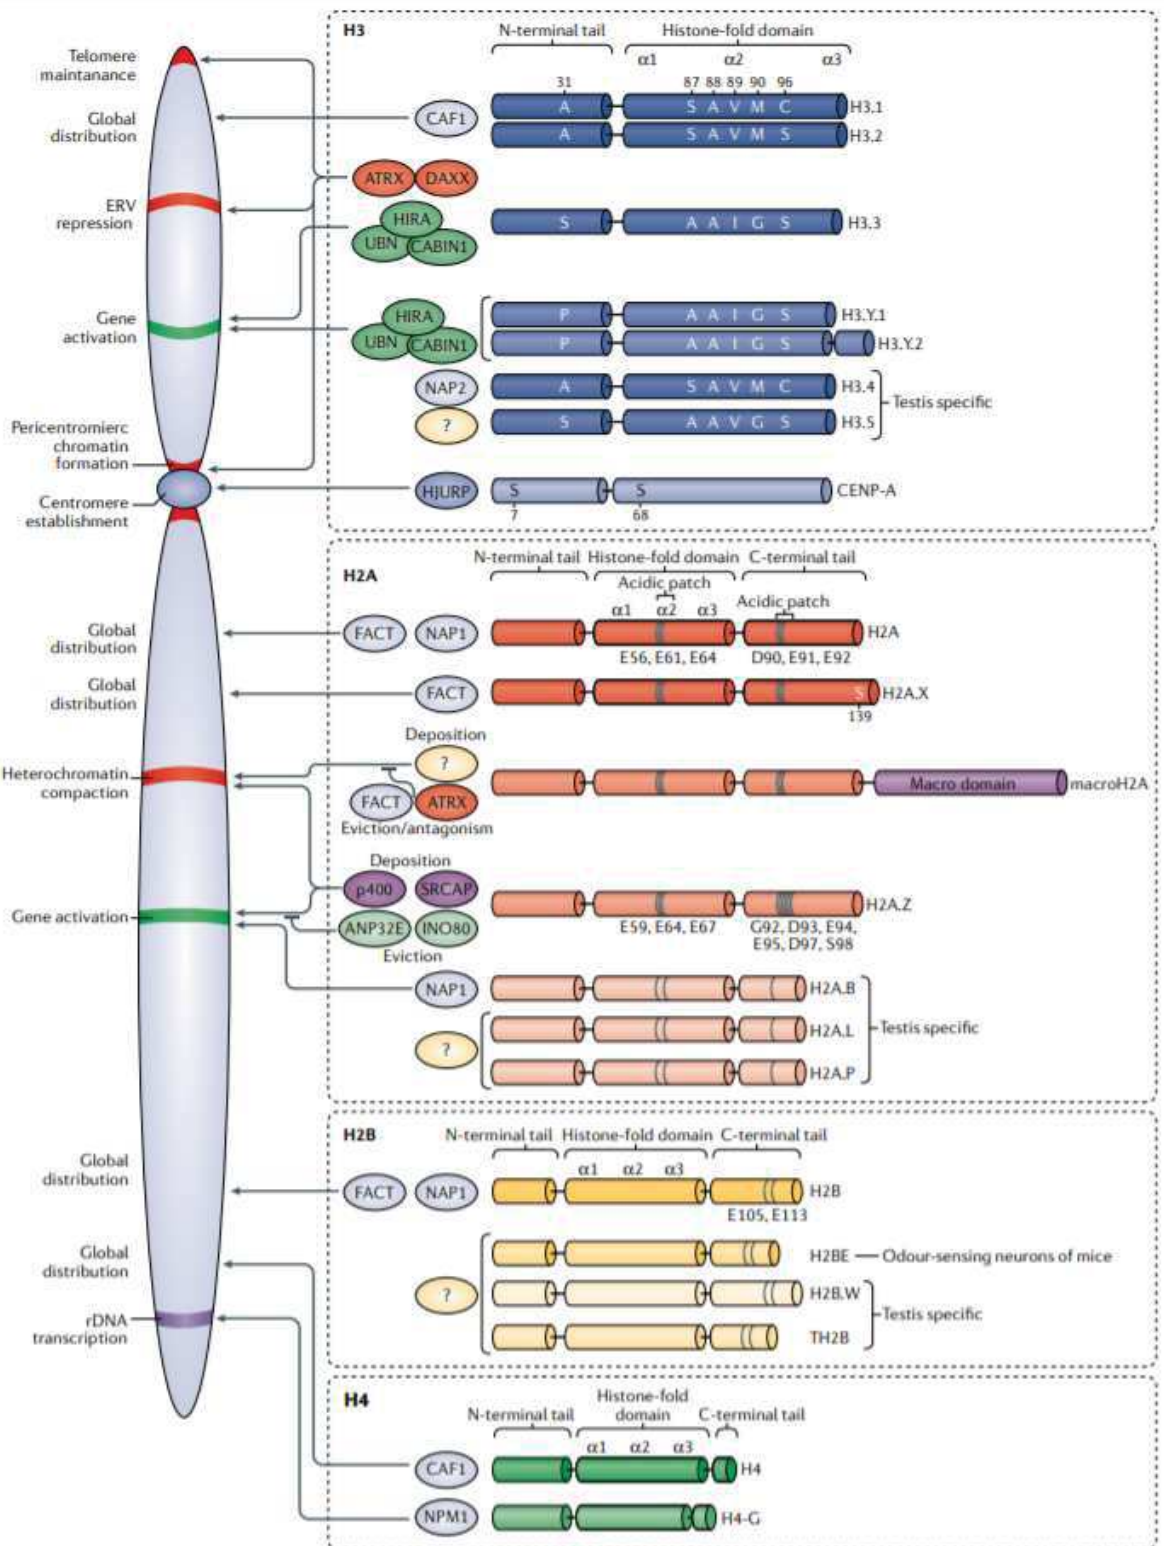 H3
N-terminal tail
Histone-fold domain
α1 α2 α3
31
87 88 89 90 96
Telomere
maintanance
Global
distribution
CAF1
A S A V M C H3.1
A S A V M S H3.2
ATRX DAXX
ERV
repression
HIRA
UBN CABIN1
S A A I G S H3.3
Gene
activation
HIRA
UBN CABIN1
P A A I G S H3.Y.1
P A A I G S H3.Y.2
NAP2
A S A V M C H3.4
?
S A A V G S H3.5
Testis specific
Pericentromierc
chromatin
formation
Centromere
establishment
HJURP
S S CENP-A
7 68
H2A
N-terminal tail Histone-fold domain C-terminal tail
Acidic patch
α1 α2 α3
Acidic patch
Global
distribution
FACT NAP1
H2A
E56, E61, E64 D90, E91, E92
Global
distribution
FACT
S H2A.X
139
Deposition
?
Heterochromatin
compaction
FACT ATRX
Eviction/antagonism
Macro domain macroH2A
Deposition
p400 SRCAP
Gene activation
ANP32E INO80
Eviction
H2A.Z
E59, E64, E67
G92, D93, E94,
E95, D97, S98
NAP1
H2A.B
?
H2A.L
H2A.P
Testis specific
H2B
N-terminal tail Histone-fold domain C-terminal tail
α1 α2 α3
Global
distribution
FACT NAP1
H2B
E105, E113
Global
distribution
H2BE Odour-sensing neurons of mice
?
H2B.W
TH2B
Testis specific
rDNA
transcription
H4
N-terminal tail
Histone-fold
domain
C-terminal tail
α1 α2 α3
CAF1
H4
NPM1
H4-G